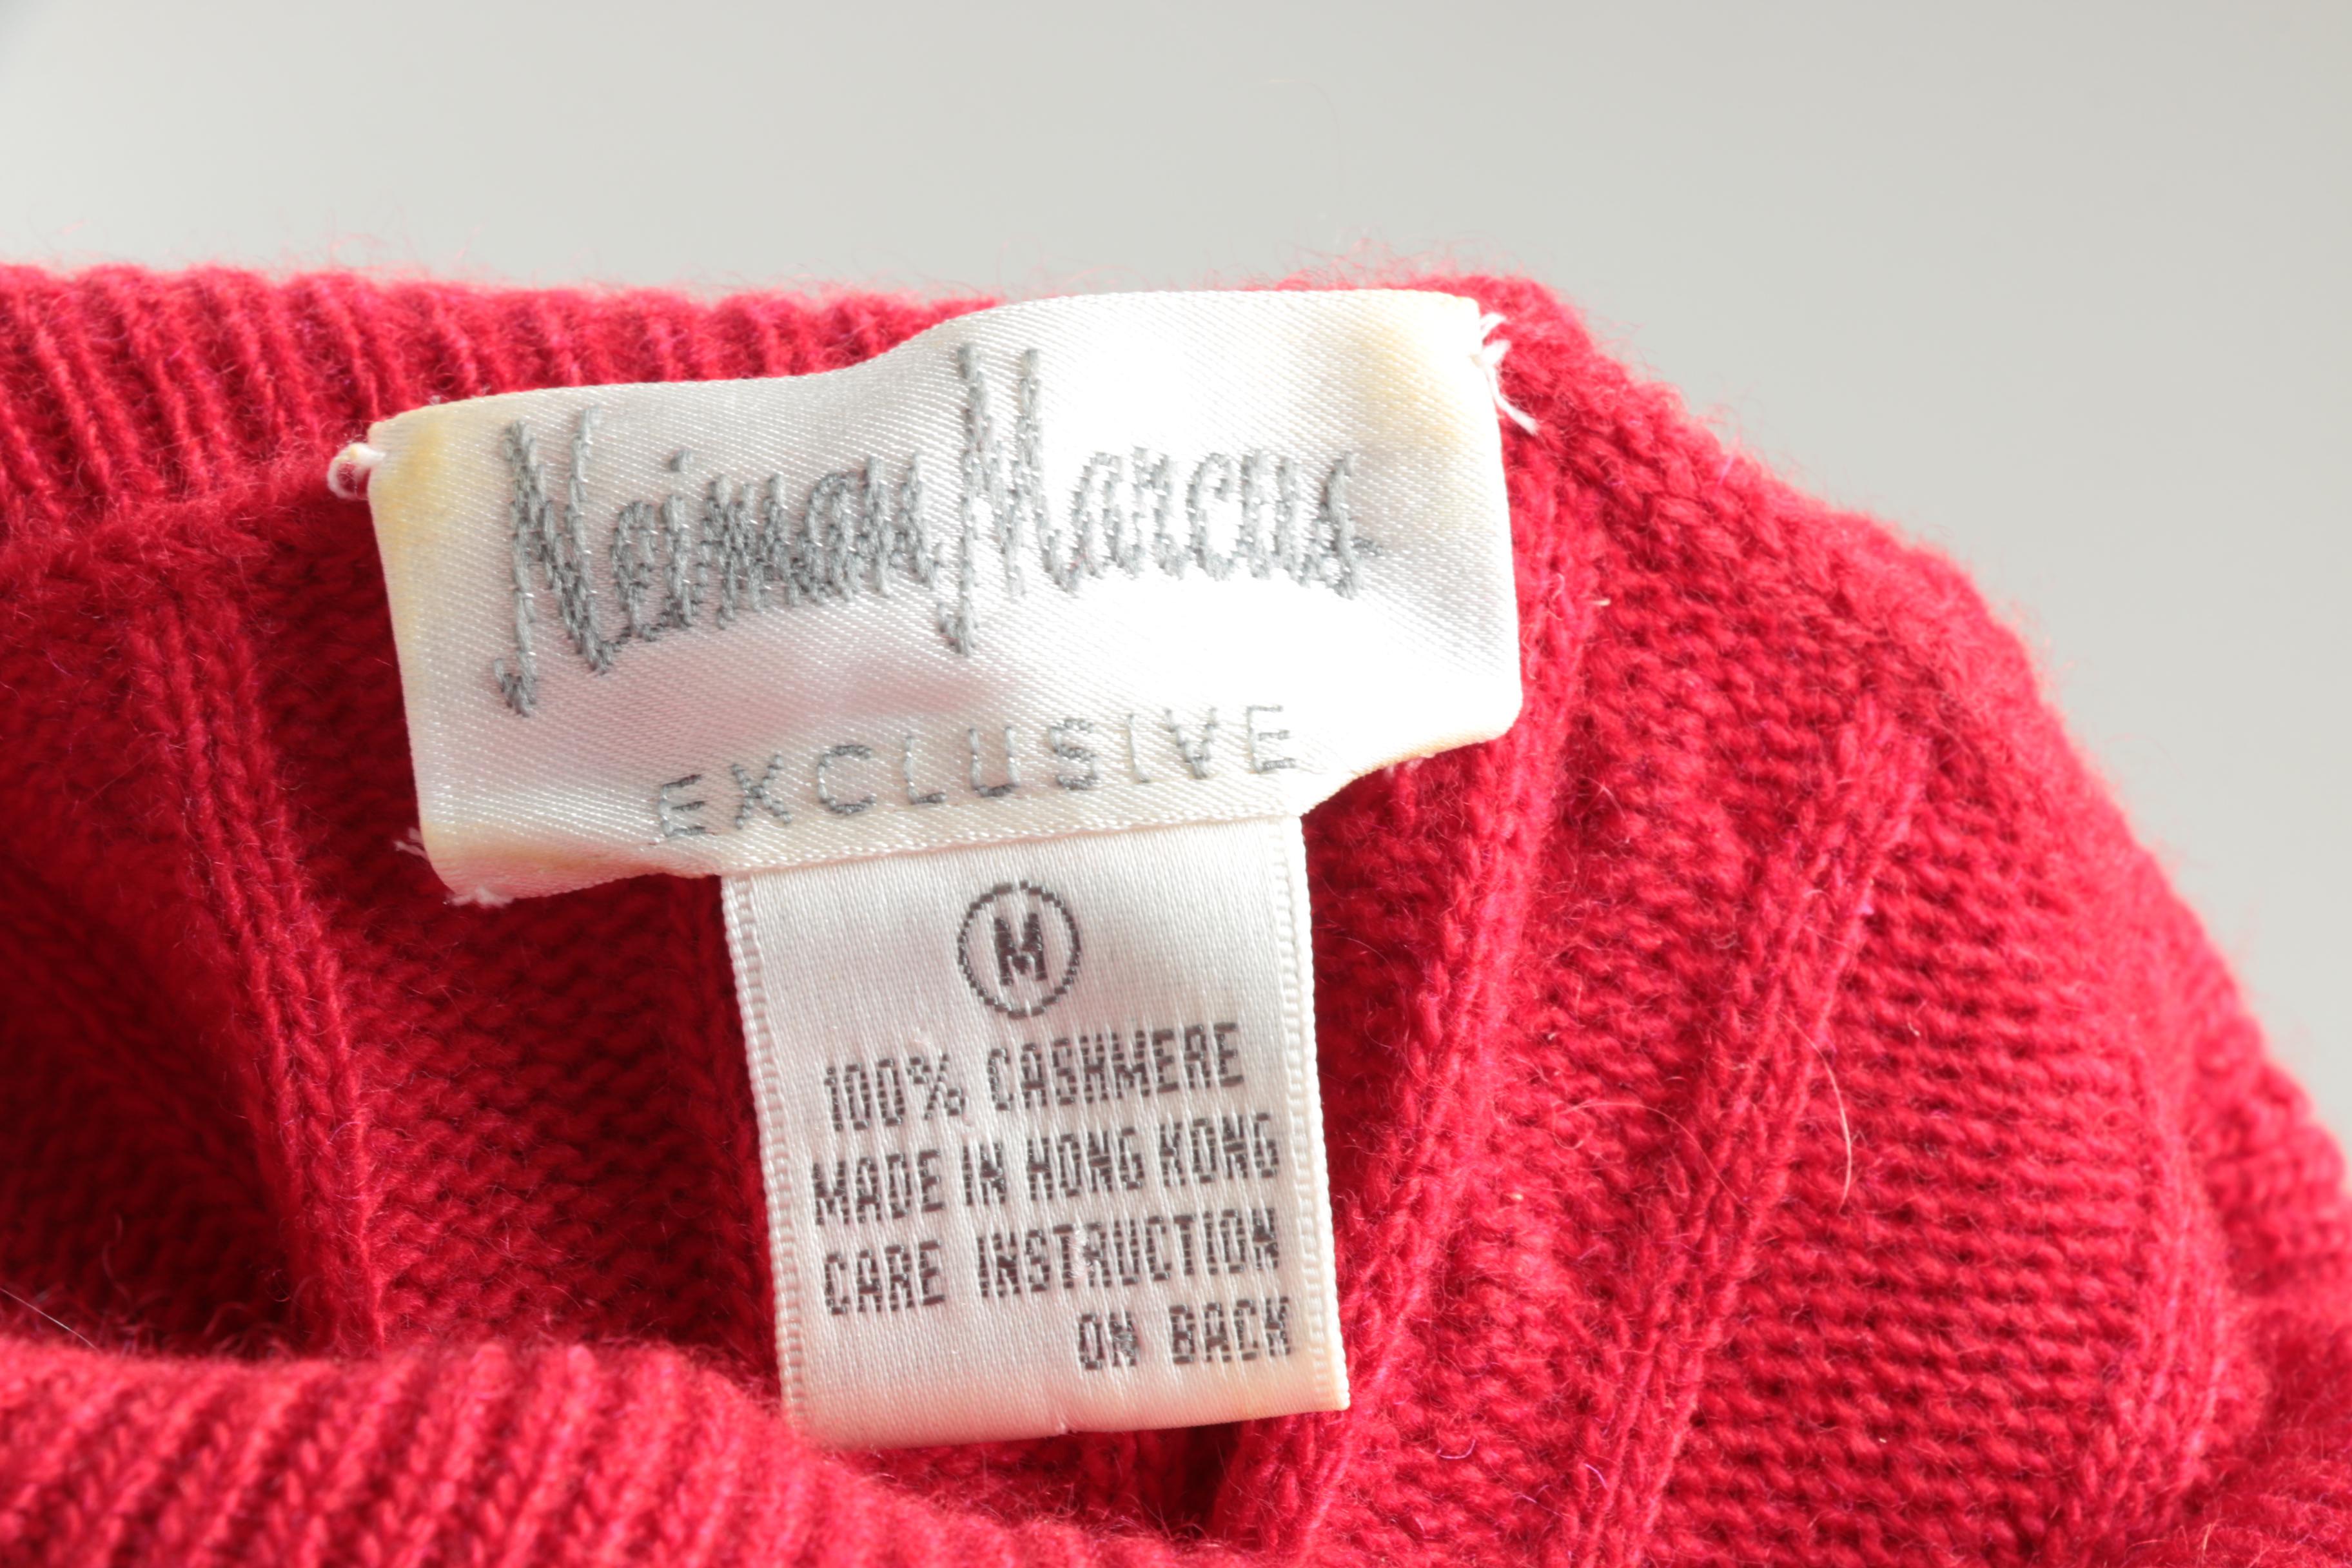 Neiman Marcus
EXCLUSIVE
M
100% CASHMERE
MADE IN HONG KONG
CARE INSTRUCTION
ON BACK